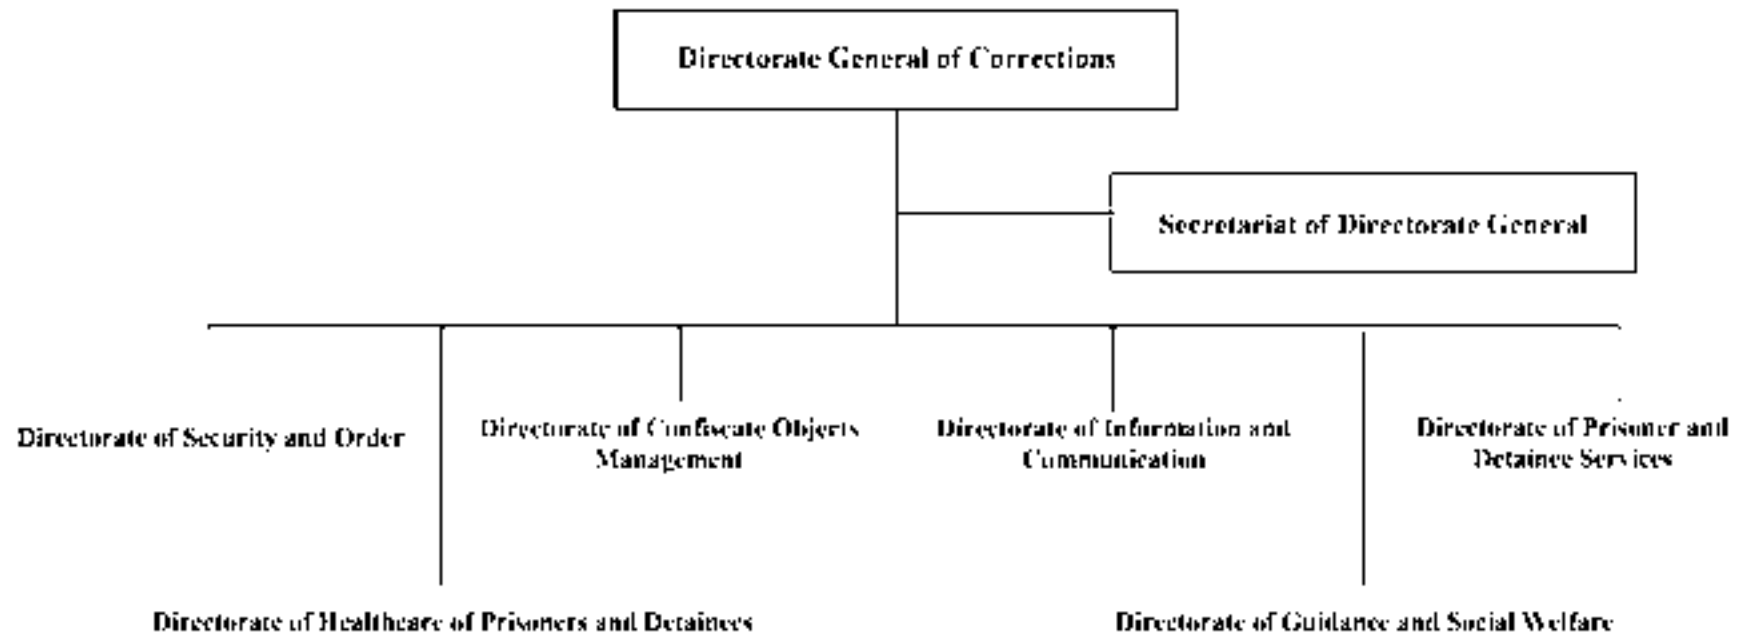 Directorate General of Corrections
Secretariat of Directorate General
Directorate of Security and Order
Directorate of Confiscate Objects
Management
Directorate of Information and
Communication
Directorate of Prisoner and
Detainee Services
Directorate of Healthcare of Prisoners and Detainees
Directorate of Guidance and Social Welfare